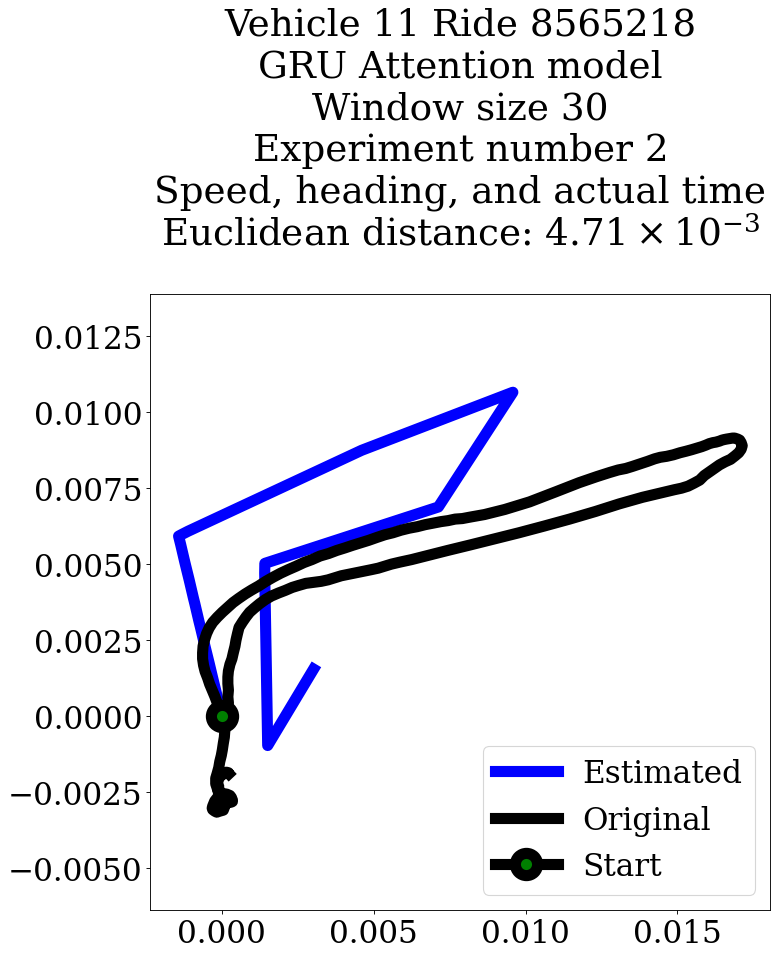 Vehicle 11 Ride 8565218
GRU Attention model
Window size 30
Experiment number 2
Speed, heading, and actual time
Euclidean distance: 4.71 × 10⁻³
0.0125
0.0100
0.0075
0.0050
0.0025
0.0000
−0.0025
−0.0050
Estimated
Original
Start
0.000 0.005 0.010 0.015